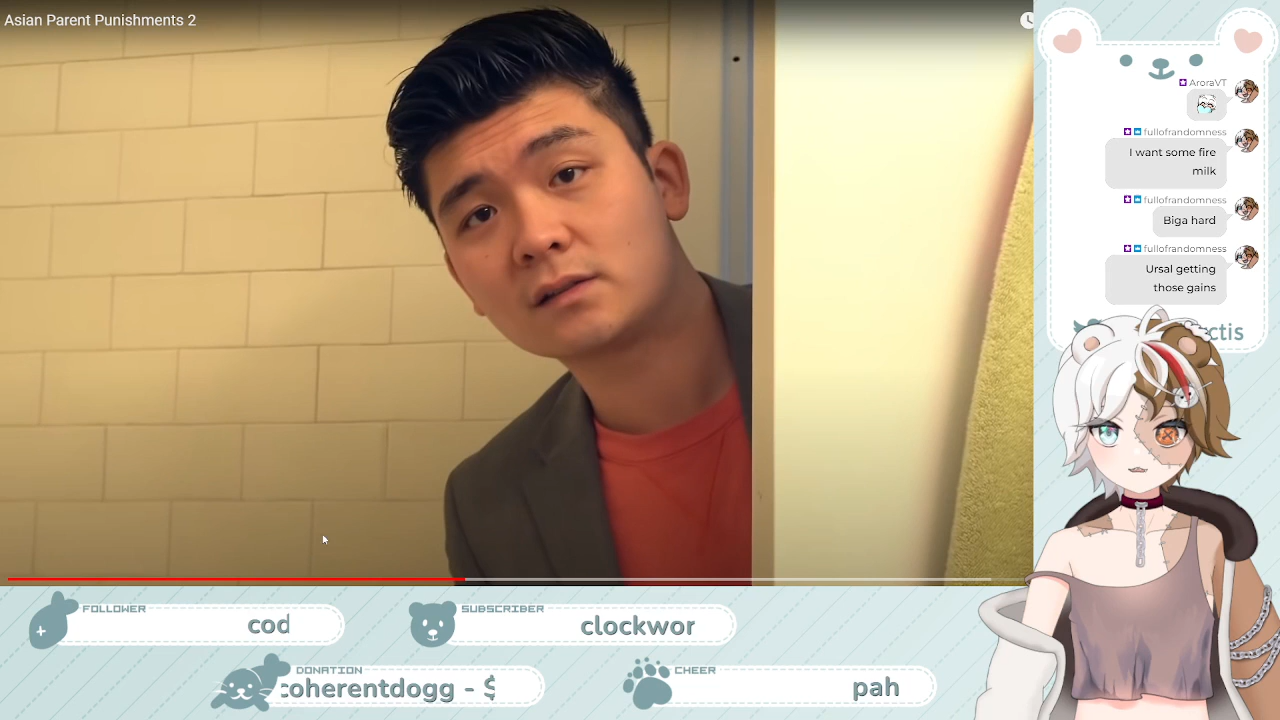 Asian Parent Punishments 2
AroraVT
fullofrandomness
I want some fire
milk
fullofrandomness
Biga hard
fullofrandomness
Ursal getting
those gains
ctis
FOLLOWER
cod
SUBSCRIBER
clockwor
DONATION
coherentdogg - $
CHEER
pah